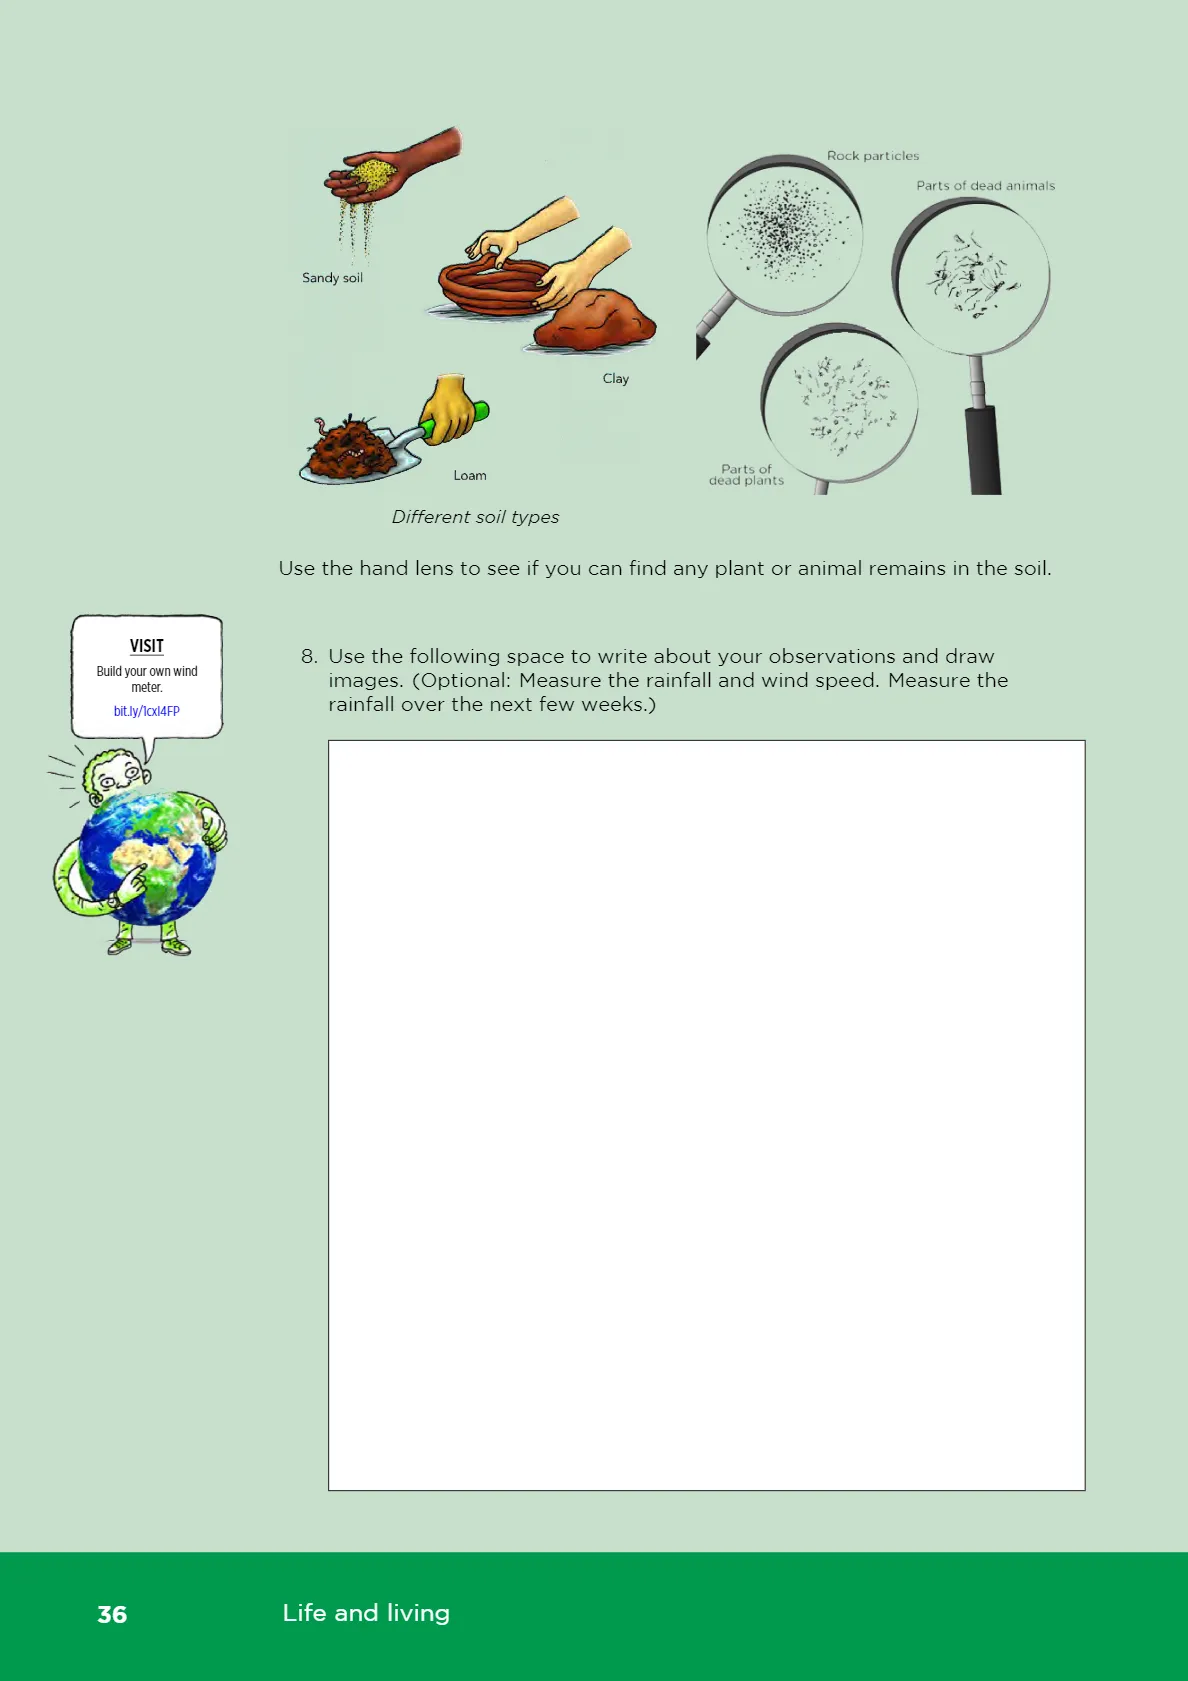 Rock particles
Parts of dead animals
Sandy soil
Clay
Parts of
dead plants
Loam
Different soil types
Use the hand lens to see if you can find any plant or animal remains in the soil.
VISIT
Build your own wind
meter.
bit.ly/1cxI4FP
8. Use the following space to write about your observations and draw
images. (Optional: Measure the rainfall and wind speed. Measure the
rainfall over the next few weeks.)
36
Life and living